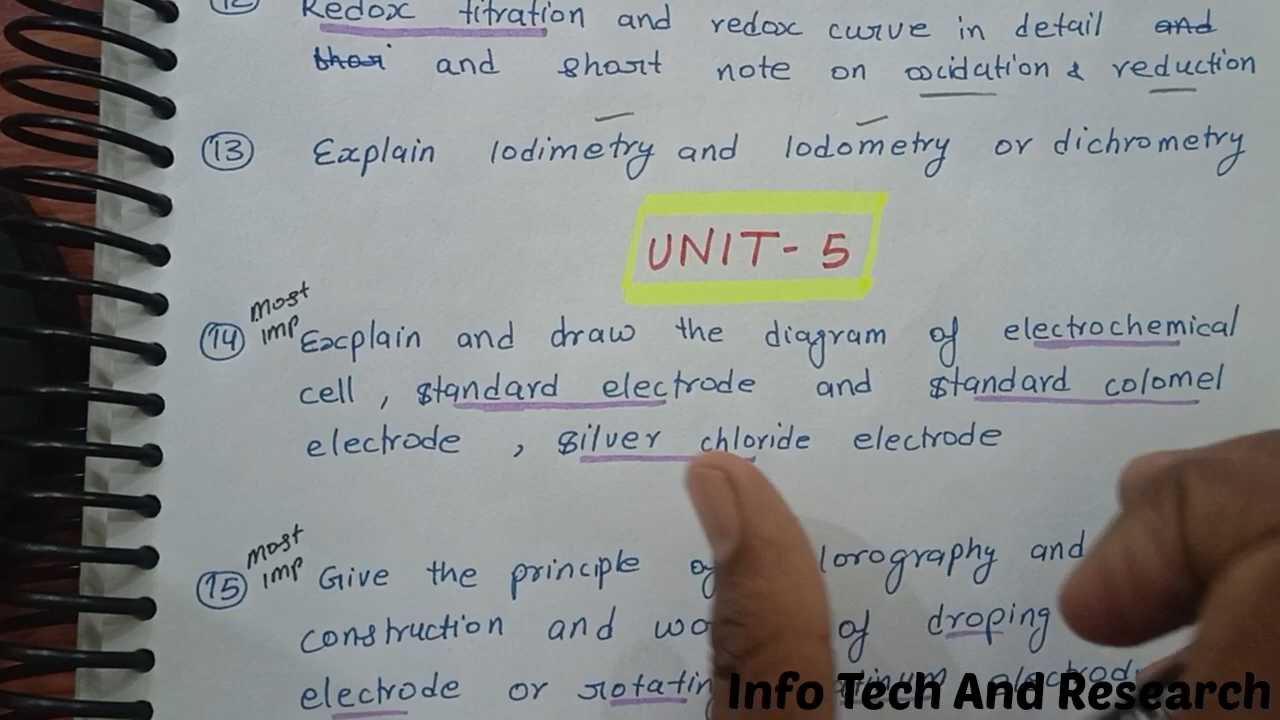 12 Redox titration and redox curve in detail and
shori and short note on oxidation & reduction
13 Explain Iodimetry and Iodometry or dichrometry
UNIT-5
most
imp
14 Explain and draw the diagram of electrochemical
cell, standard electrode and standard colomel
electrode, silver chloride electrode
most
imp
15 Give the principle of lorography and
construction and wo of droping
electrode or rotatin electrod
Info Tech And Research